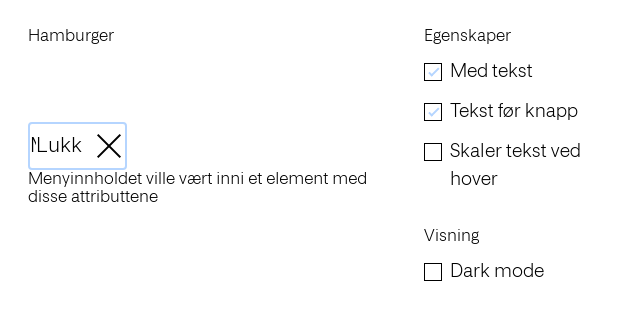 Hamburger
Lukk
Menyinnholdet ville vært inni et element med
disse attributtene
Egenskaper
Med tekst
Tekst før knapp
Skaler tekst ved
hover
Visning
Dark mode